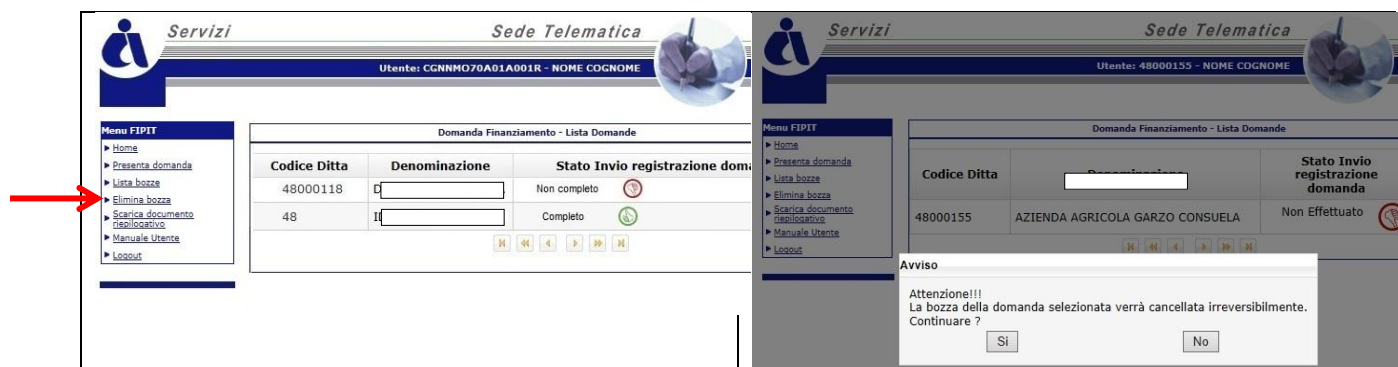 Servizi
Sede Telematica
Utente: CGNNMO70A01A001R - NOME COGNOME
Menu FIPIT
Home
Presenta domanda
Lista bozze
Elimina bozza
Scarica documento
riepilogativo
Manuale Utente
Logout
Domanda Finanziamento - Lista Domande
Codice Ditta Denominazione Stato Invio registrazione
48000118 D Non completo
48 Completo
Servizi
Sede Telematica
Utente: 48000155 - NOME COGNOME
Menu FIPIT
Home
Presenta domanda
Lista bozze
Elimina bozza
Scarica documento
riepilogativo
Manuale Utente
Logout
Domanda Finanziamento - Lista Domande
Codice Ditta Stato Invio
registrazione
domanda
48000155 AZIENDA AGRICOLA GARZO CONSUELA Non Effettuato
Avviso
Attenzione!!!
La bozza della domanda selezionata verrà cancellata irreversibilmente.
Continuare ?
Si No